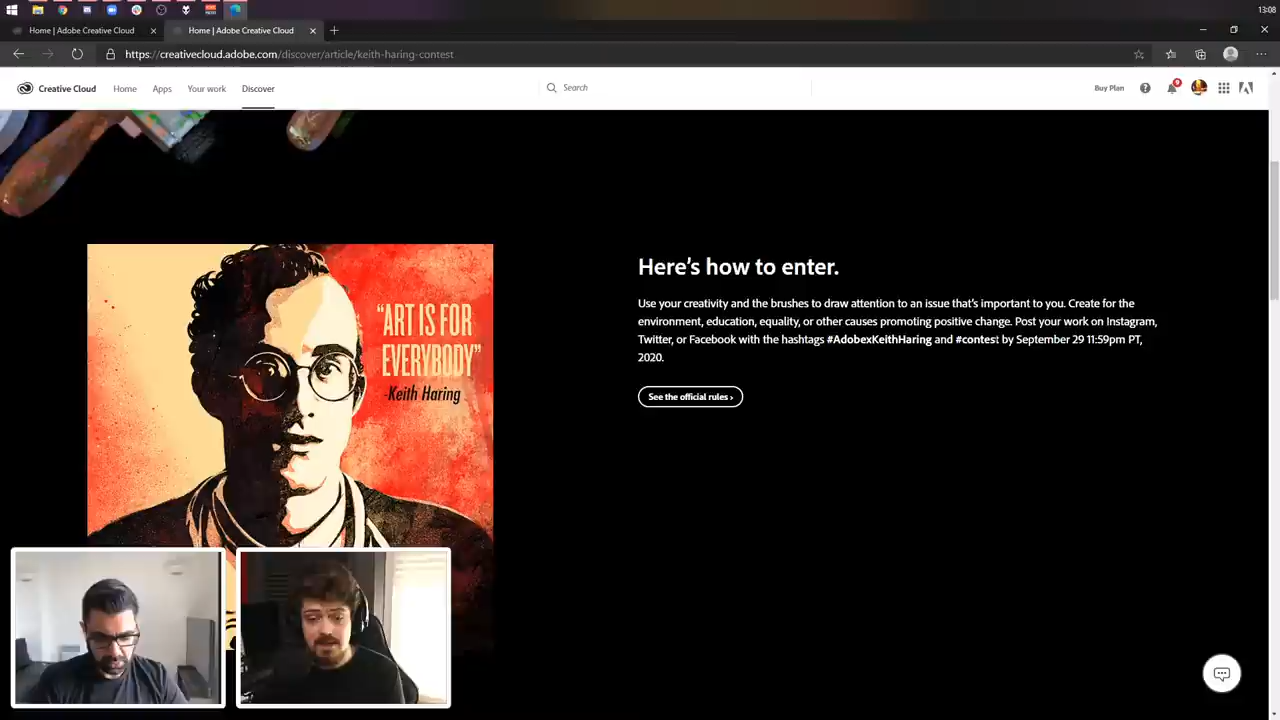 13:08
Home | Adobe Creative Cloud
Home | Adobe Creative Cloud
https://creativecloud.adobe.com/discover/article/keith-haring-contest
Creative Cloud
Home
Apps
Your work
Discover
Search
Buy Plan
"ART IS FOR
EVERYBODY"
-Keith Haring
Here's how to enter.
Use your creativity and the brushes to draw attention to an issue that's important to you. Create for the
environment, education, equality, or other causes promoting positive change. Post your work on Instagram,
Twitter, or Facebook with the hashtags #AdobexKeithHaring and #contest by September 29 11:59pm PT,
2020.
See the official rules ›